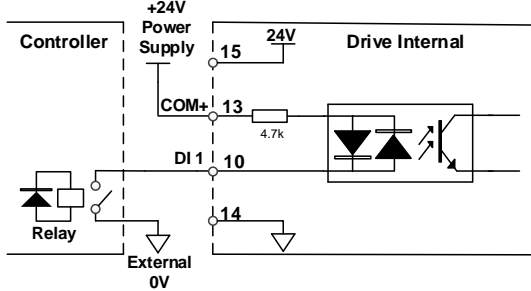 +24V
Power
Supply
Controller
Drive Internal
15
24V
COM+
13
4.7k
DI 1
10
14
Relay
External
0V